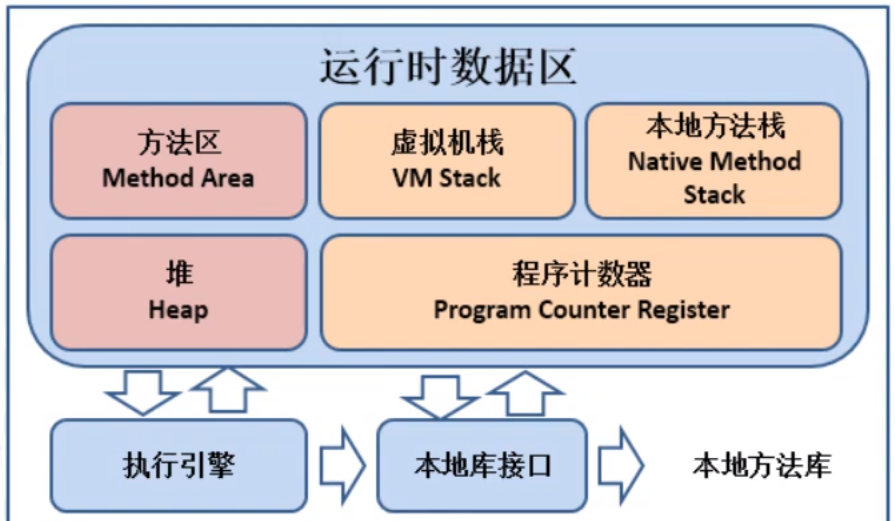 运行时数据区
方法区
Method Area
虚拟机栈
VM Stack
本地方法栈
Native Method
Stack
堆
Heap
程序计数器
Program Counter Register
执行引擎
本地库接口
本地方法库